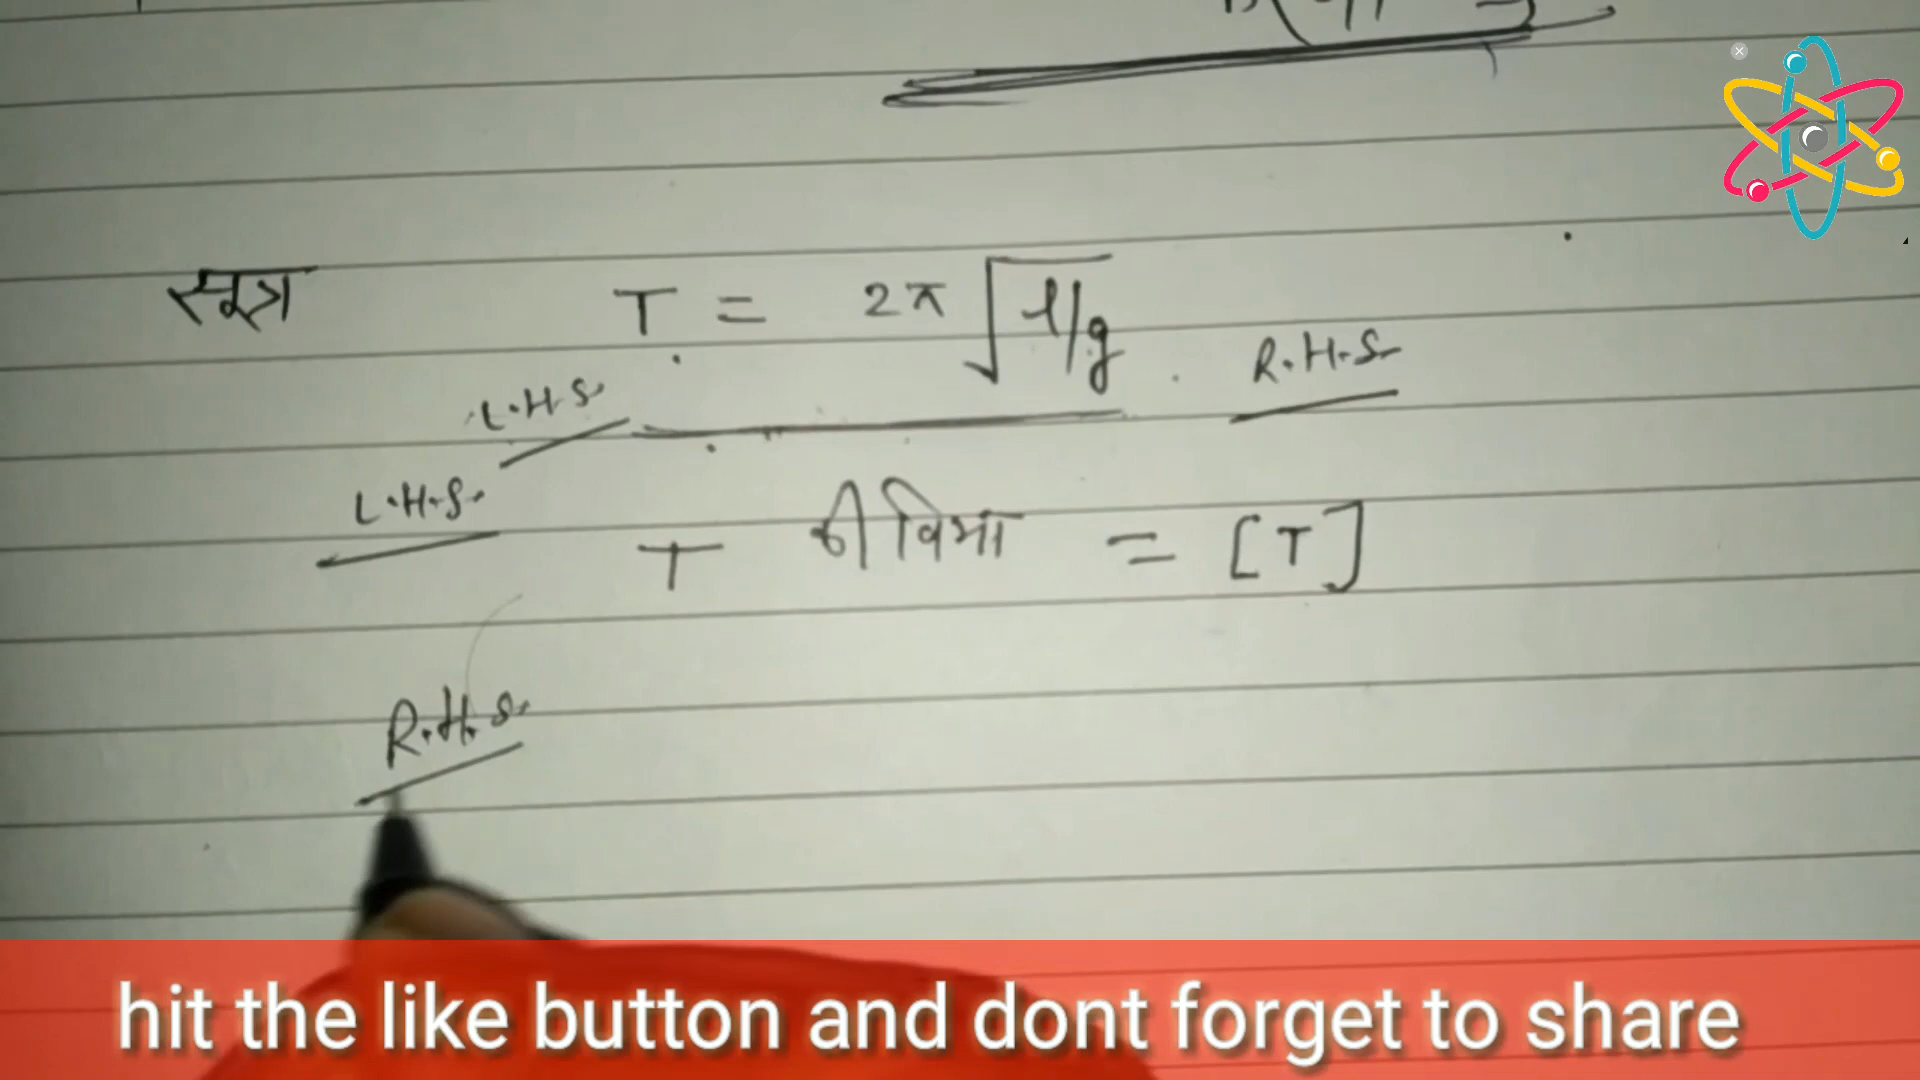 सूत्र T = 2π √l/g
L.H.S. R.H.S.
L.H.S. T की विमा = [T]
R.H.S.
hit the like button and dont forget to share